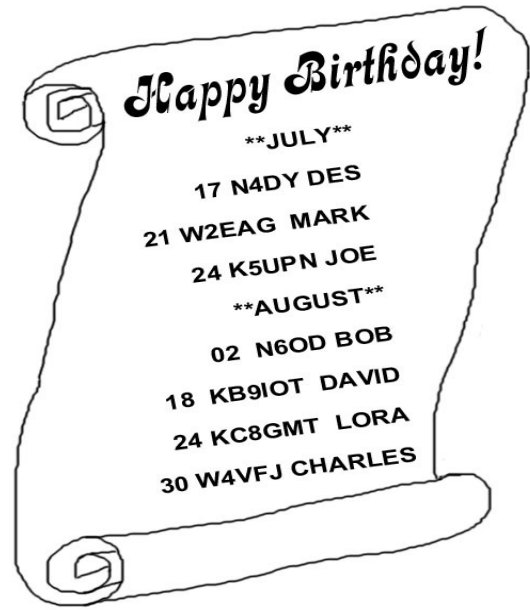 Happy Birthday!
**JULY**
17 N4DY DES
21 W2EAG MARK
24 K5UPN JOE
**AUGUST**
02 N6OD BOB
18 KB9IOT DAVID
24 KC8GMT LORA
30 W4VFJ CHARLES